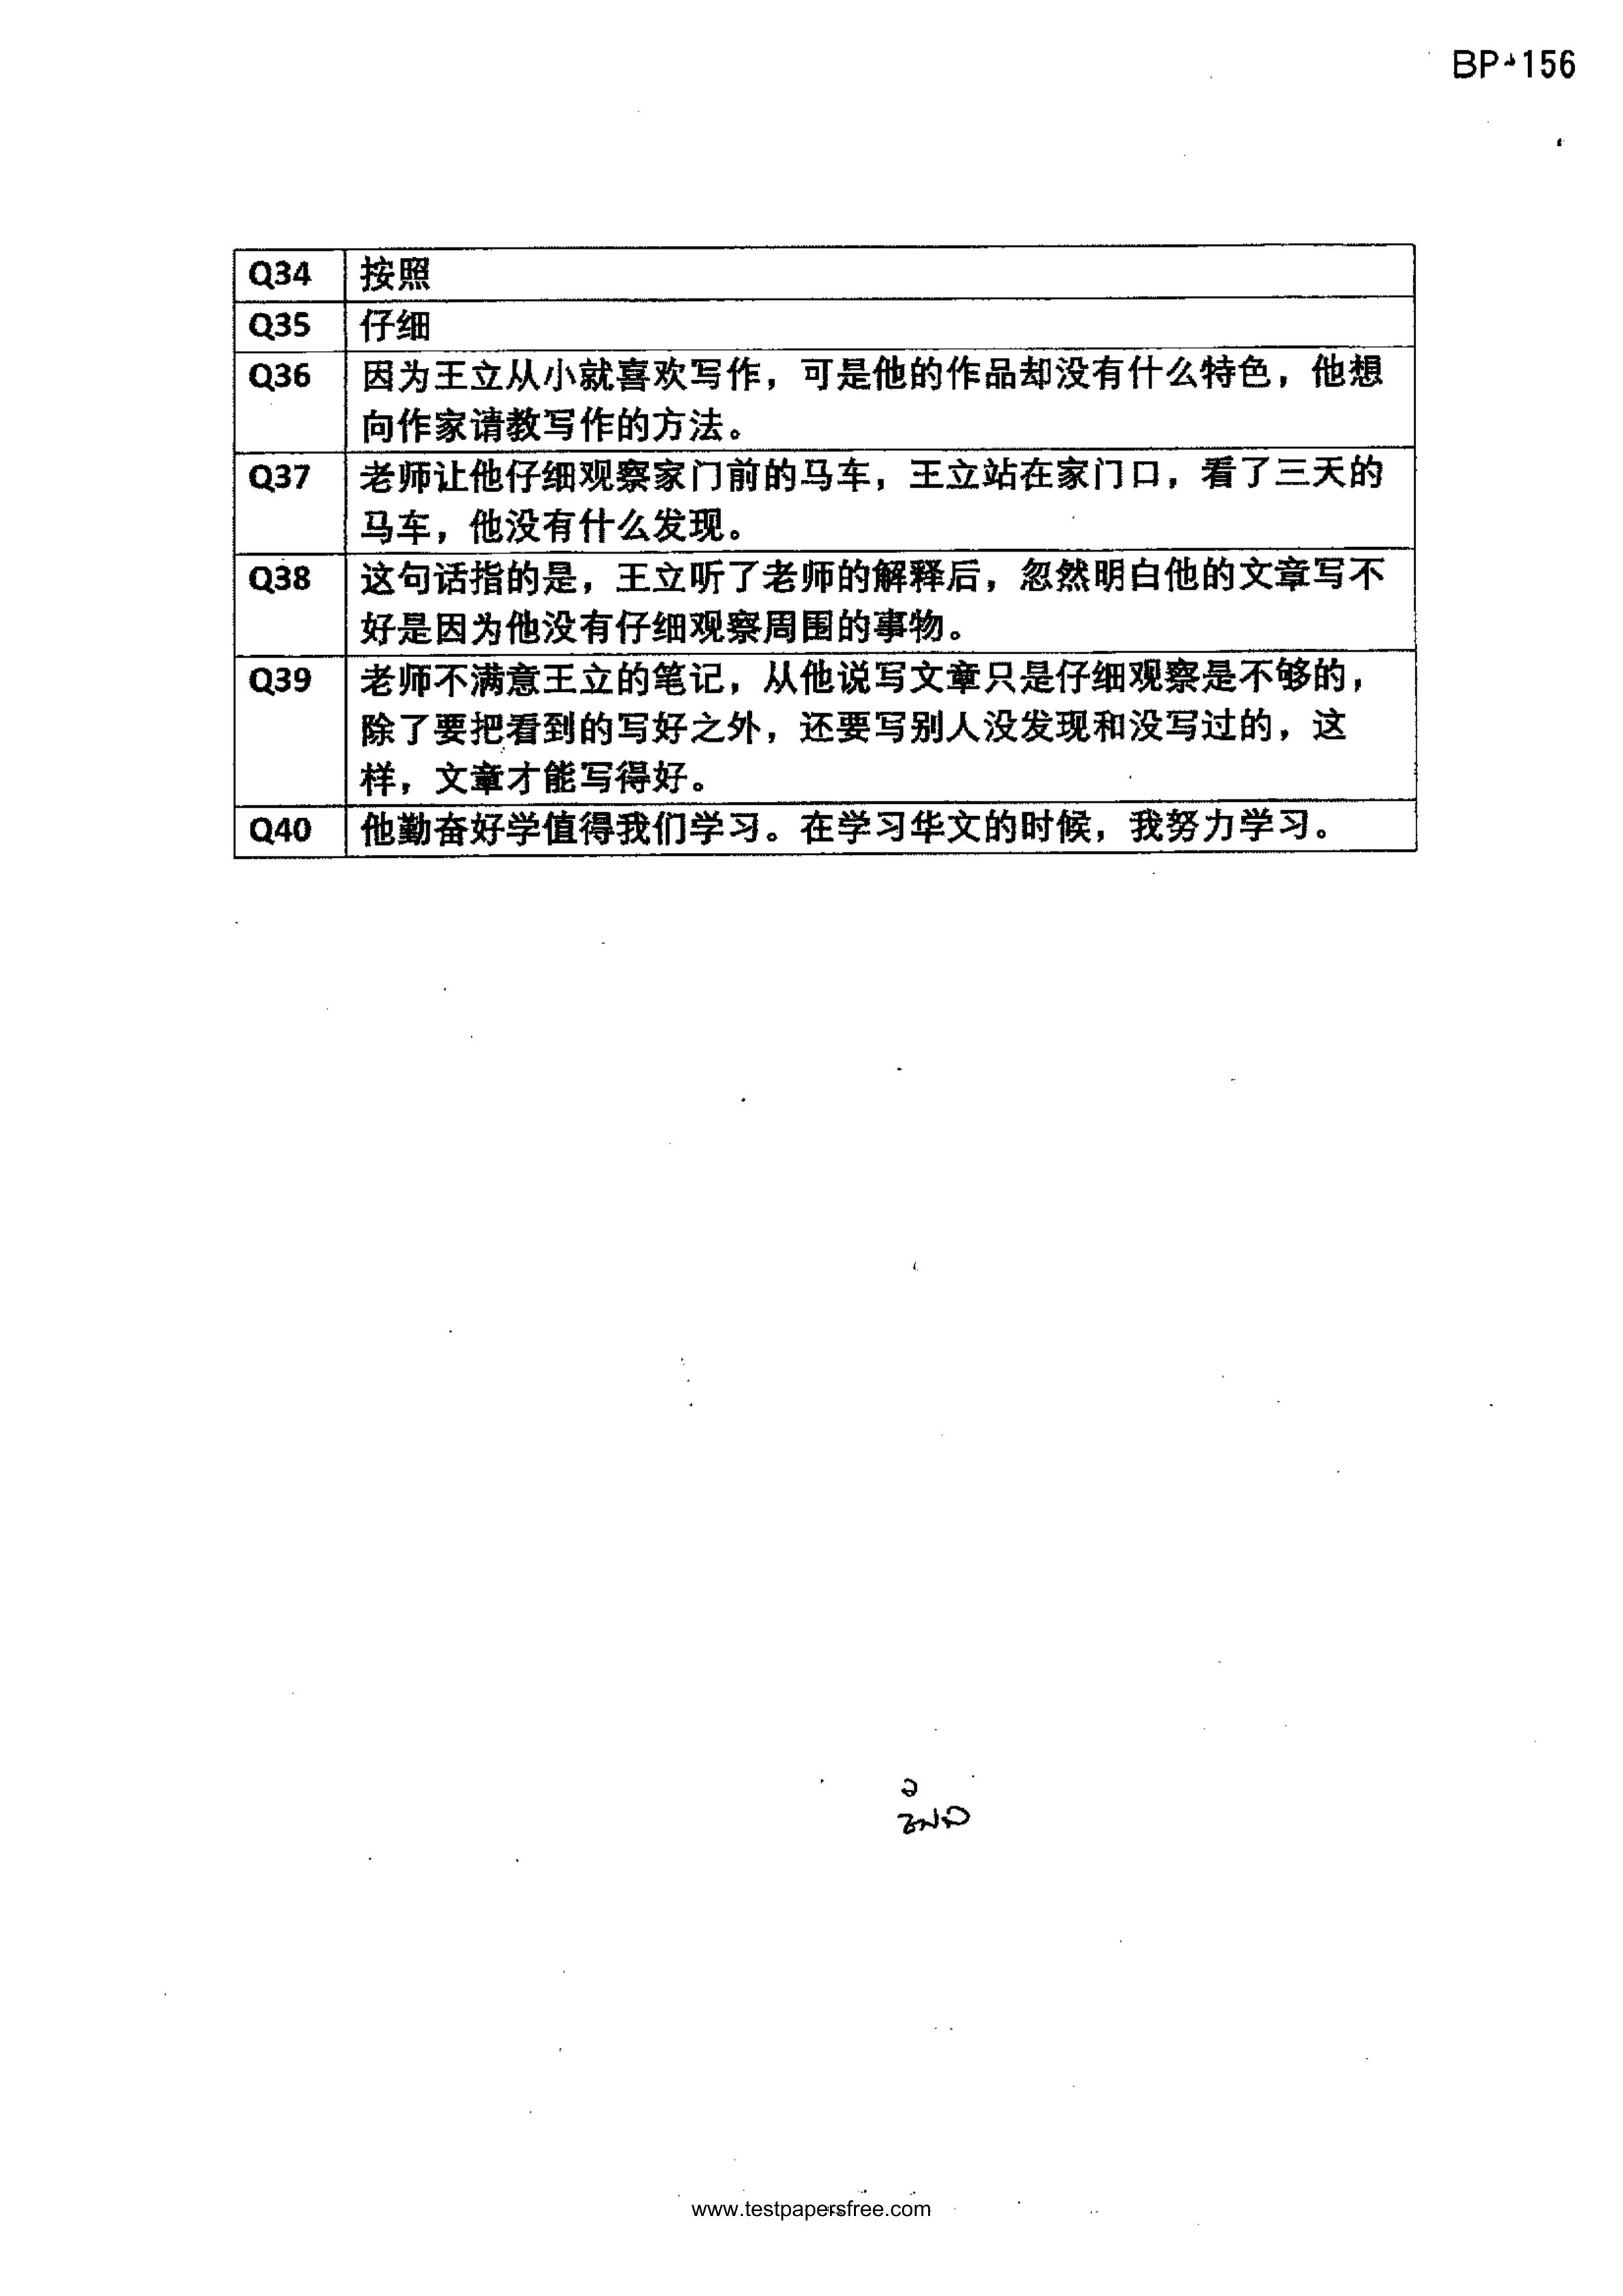 BP-156
Q34 按照
Q35 仔细
Q36 因为王立从小就喜欢写作，可是他的作品却没有什么特色，他想
向作家请教写作的方法。
Q37 老师让他仔细观察家门前的马车，王立站在家门口，看了三天的
马车，他没有什么发现。
Q38 这句话指的是，王立听了老师的解释后，忽然明白他的文章写不
好是因为他没有仔细观察周围的事物。
Q39 老师不满意王立的笔记，从他说写文章只是仔细观察是不够的，
除了要把看到的写好之外，还要写别人没发现和没写过的，这
样，文章才能写得好。
Q40 他勤奋好学值得我们学习。在学习华文的时候，我努力学习。
END
www.testpapersfree.com